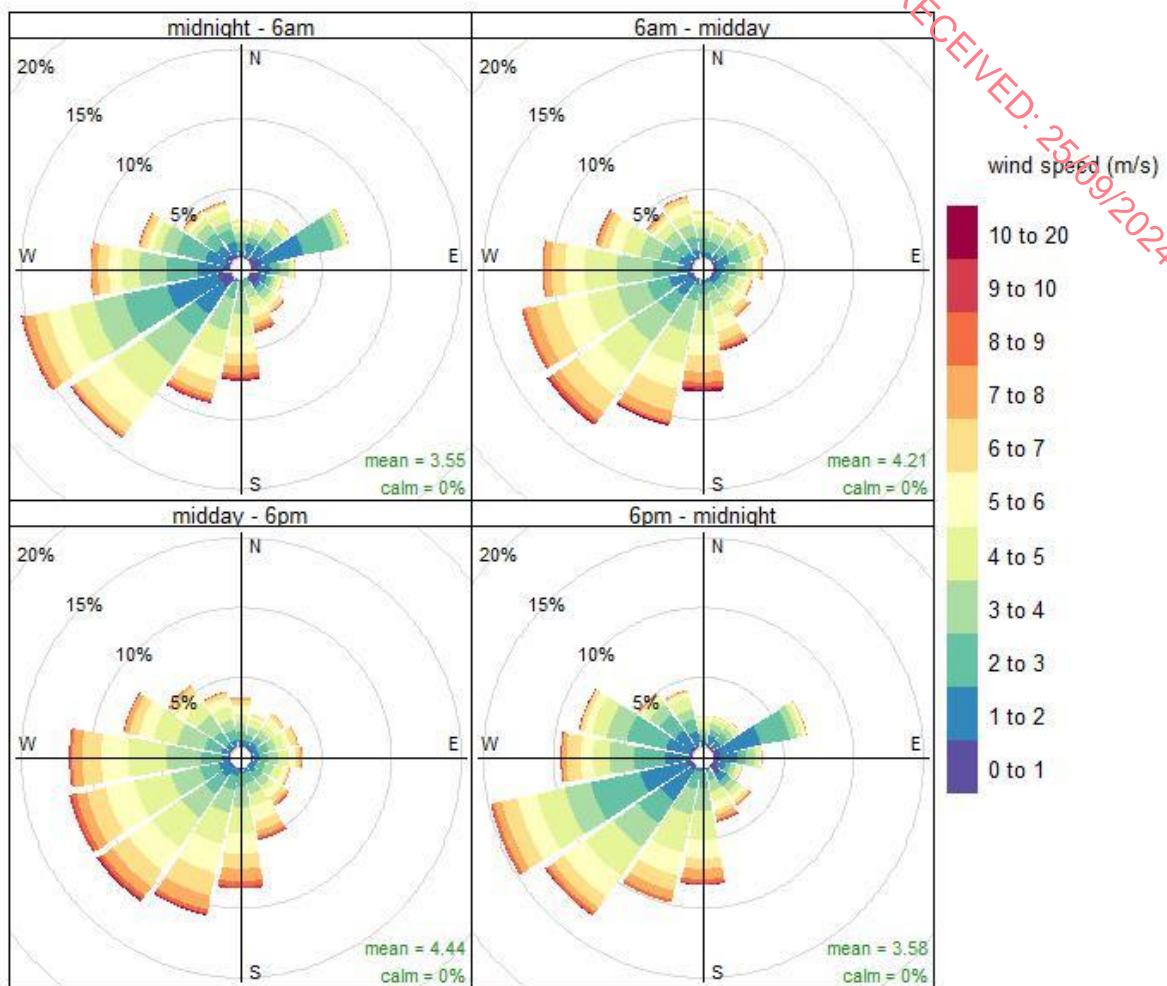 RECEIVED: 25/09/2024
midnight - 6am
20%
15%
10%
5%
N
W
E
S
mean = 3.55
calm = 0%
6am - midday
20%
15%
10%
5%
N
W
E
S
mean = 4.21
calm = 0%
midday - 6pm
20%
15%
10%
5%
N
W
E
S
mean = 4.44
calm = 0%
6pm - midnight
20%
15%
10%
5%
N
W
E
S
mean = 3.58
calm = 0%
wind speed (m/s)
10 to 20
9 to 10
8 to 9
7 to 8
6 to 7
5 to 6
4 to 5
3 to 4
2 to 3
1 to 2
0 to 1